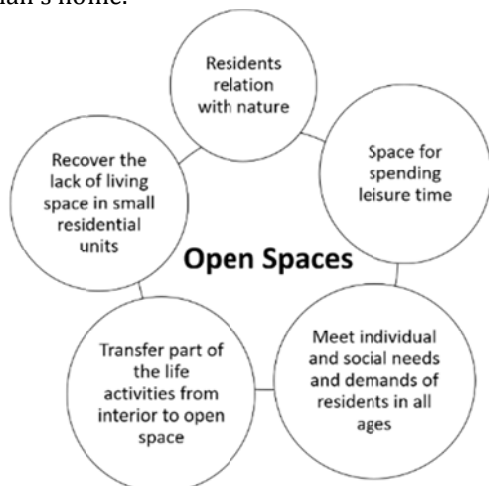 an's home.
Residents
relation
with nature
Space for
spending
leisure time
Meet individual
and social needs
and demands of
residents in all
ages
Transfer part of
the life
activities from
interior to open
space
Recover the
lack of living
space in small
residential
units
Open Spaces